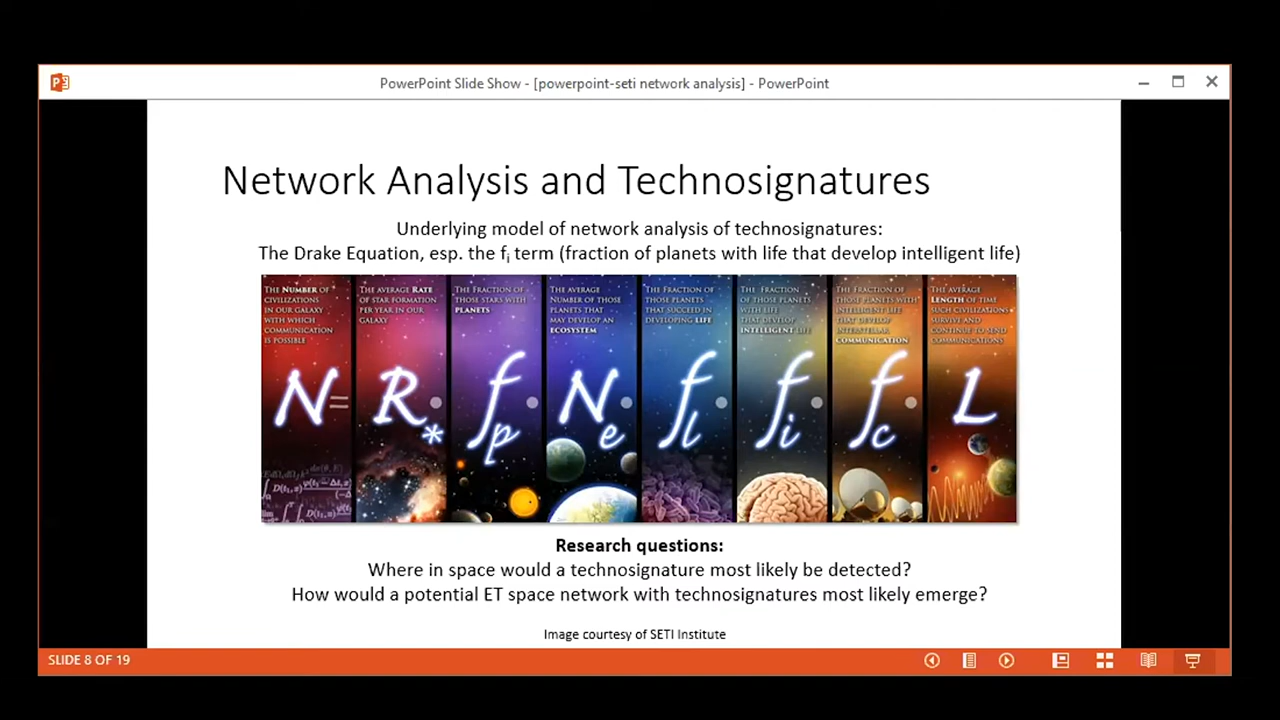 PowerPoint Slide Show - [powerpoint-seti network analysis] - PowerPoint
Network Analysis and Technosignatures
Underlying model of network analysis of technosignatures:
The Drake Equation, esp. the fi term (fraction of planets with life that develop intelligent life)
THE NUMBER OF
CIVILIZATIONS
IN OUR GALAXY
WITH WHICH
COMMUNICATION
IS POSSIBLE
N=
THE AVERAGE RATE
OF STAR FORMATION
PER YEAR IN OUR
GALAXY
R*
THE FRACTION OF
THOSE STARS WITH
PLANETS
fp
THE AVERAGE
NUMBER OF THOSE
PLANETS THAT
MAY DEVELOP AN
ECOSYSTEM
Ne
THE FRACTION OF
THOSE PLANETS
THAT SUCCEED IN
DEVELOPING LIFE
fl
THE FRACTION
OF THOSE PLANETS
WITH LIFE
THAT DEVELOP
INTELLIGENT LIFE
fi
THE FRACTION OF
THOSE PLANETS WITH
INTELLIGENT LIFE
THAT DEVELOP
INTERSTELLAR
COMMUNICATION
fc
THE AVERAGE
LENGTH OF TIME
SUCH CIVILIZATIONS
SURVIVE AND
CONTINUE TO SEND
COMMUNICATIONS
L
Research questions:
Where in space would a technosignature most likely be detected?
How would a potential ET space network with technosignatures most likely emerge?
Image courtesy of SETI Institute
SLIDE 8 OF 19